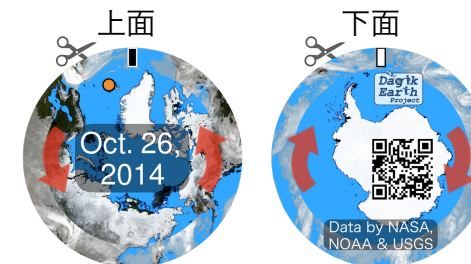 上面
下面
Dagik
Earth
Project
Oct. 26,
2014
Data by NASA,
NOAA & USGS